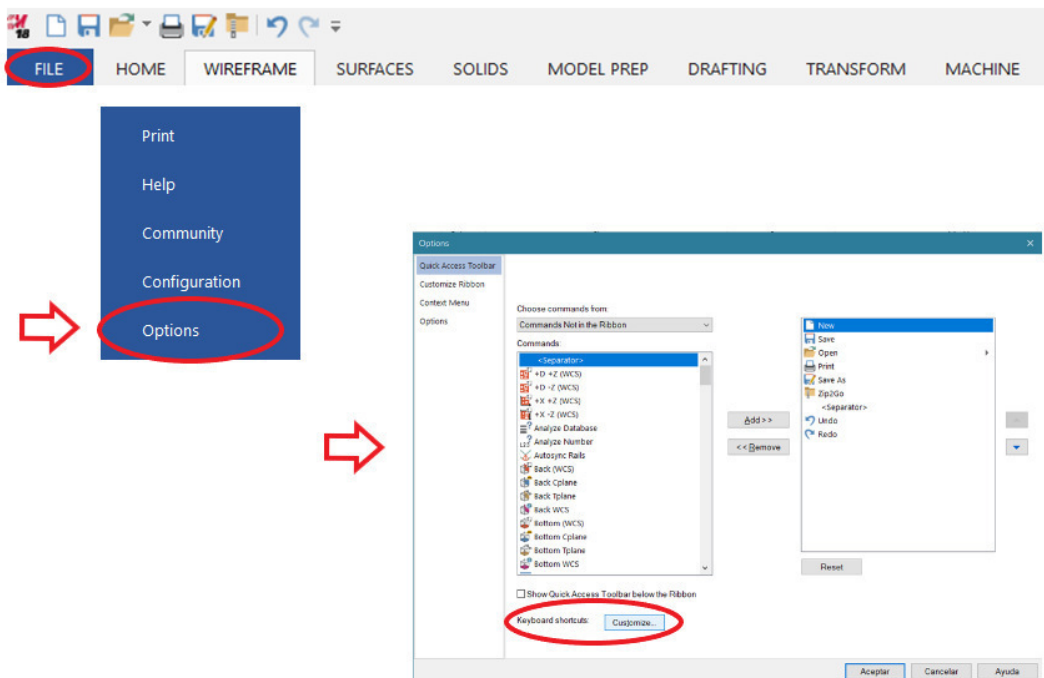 18
FILE HOME WIREFRAME SURFACES SOLIDS MODEL PREP DRAFTING TRANSFORM MACHINE
Print
Help
Community
Configuration
Options
Options
Quick Access Toolbar
Customize Ribbon
Context Menu
Options
Choose commands from:
Commands Not in the Ribbon
Commands:
<Separator>
+D +Z (WCS)
+D -Z (WCS)
+X +Z (WCS)
+X -Z (WCS)
Analyze Database
Analyze Number
Autosync Rails
Back (WCS)
Back Cplane
Back Tplane
Back WCS
Bottom (WCS)
Bottom Cplane
Bottom Tplane
Bottom WCS
Add >>
<< Remove
New
Save
Open
Print
Save As
Zip2Go
<Separator>
Undo
Redo
Reset
Show Quick Access Toolbar below the Ribbon
Keyboard shortcuts: Customize...
Aceptar Cancelar Ayuda